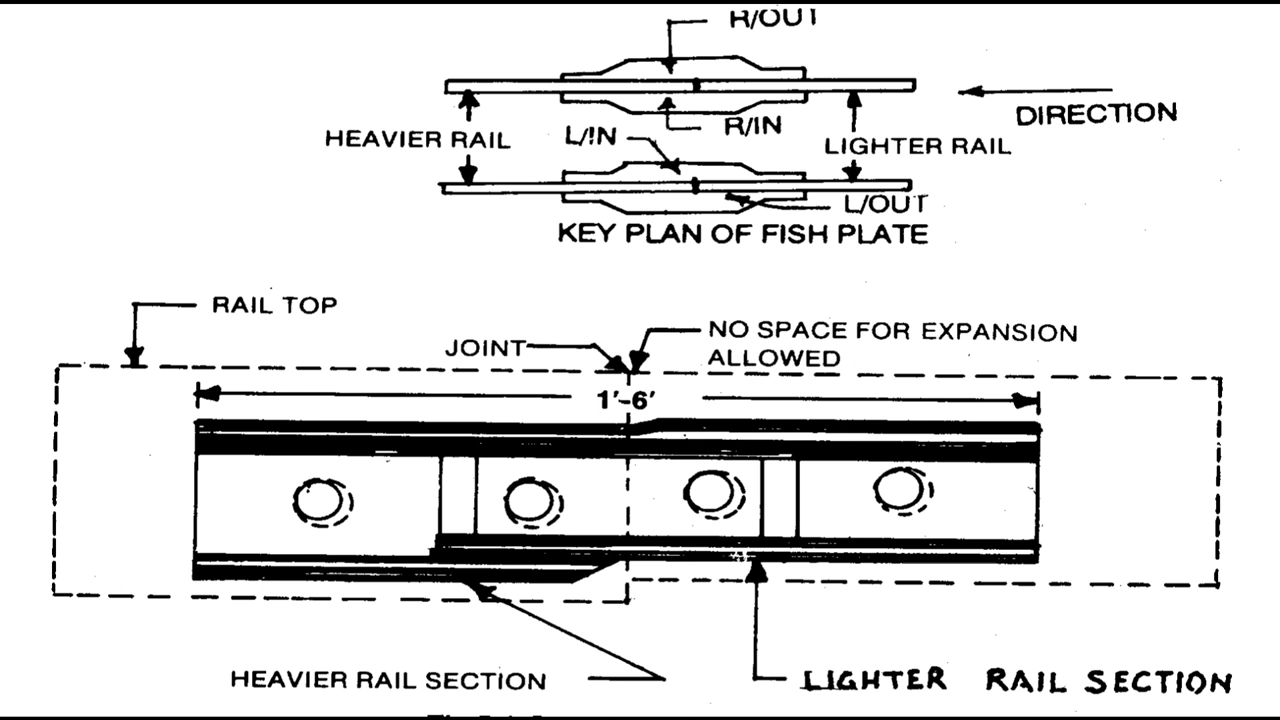 R/OUT
DIRECTION
HEAVIER RAIL
L/IN
R/IN
LIGHTER RAIL
L/OUT
KEY PLAN OF FISH PLATE
RAIL TOP
JOINT
NO SPACE FOR EXPANSION
ALLOWED
1'-6'
HEAVIER RAIL SECTION
LIGHTER RAIL SECTION